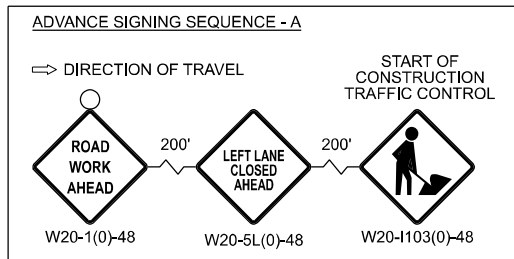 ADVANCE SIGNING SEQUENCE - A
DIRECTION OF TRAVEL
START OF
CONSTRUCTION
TRAFFIC CONTROL
ROAD
WORK
AHEAD
200'
LEFT LANE
CLOSED
AHEAD
200'
W20-1(0)-48
W20-5L(0)-48
W20-I103(0)-48